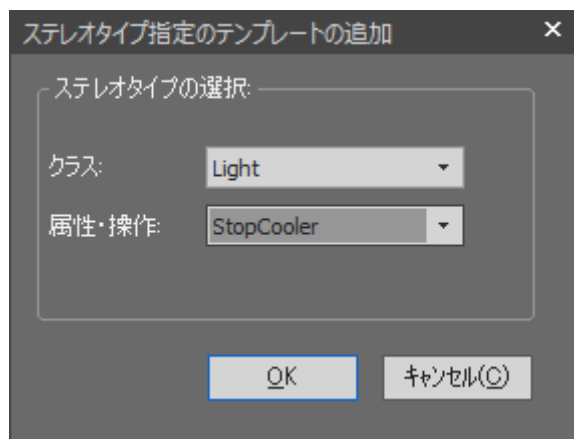 ステレオタイプ指定のテンプレートの追加
ステレオタイプの選択:
クラス: Light
属性・操作: StopCooler
OK キャンセル(C)